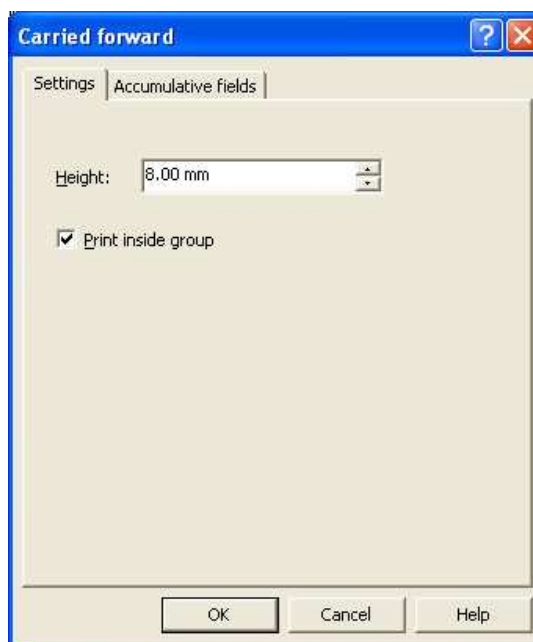 Carried forward
Settings Accumulative fields
Height: 8.00 mm
Print inside group
OK Cancel Help